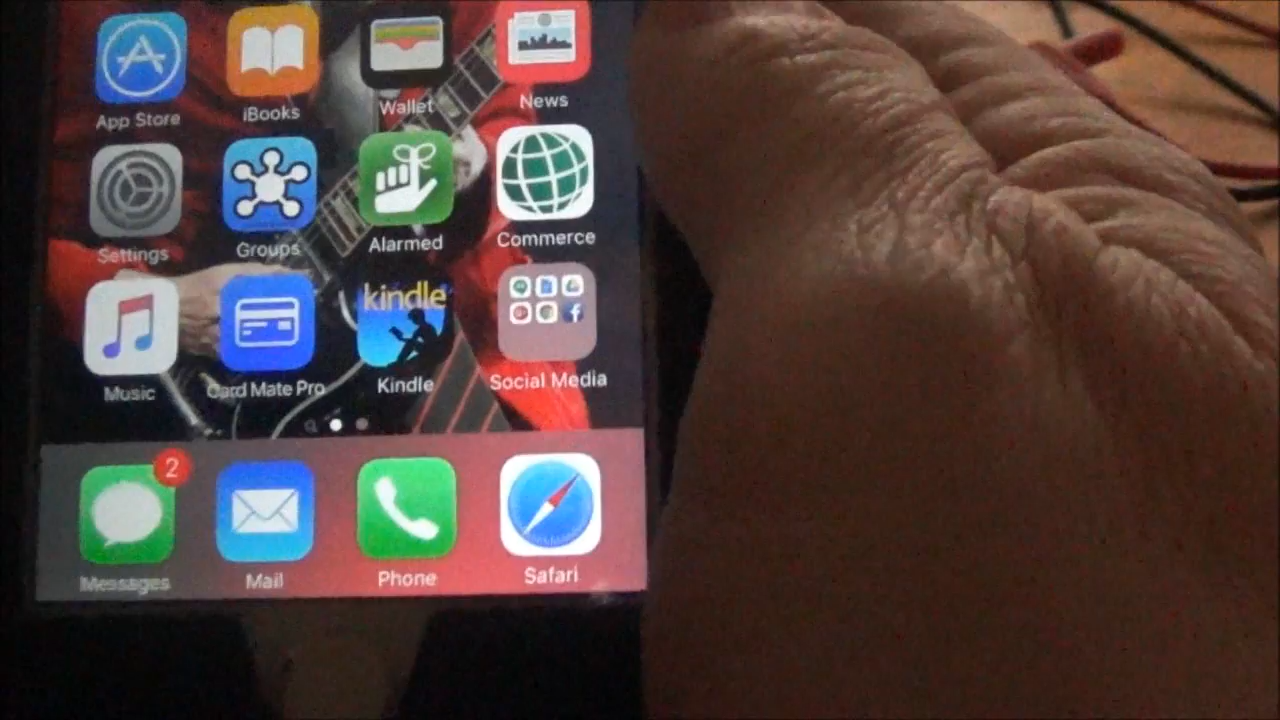 App Store
iBooks
Wallet
News
Settings
Groups
Alarmed
Commerce
kindle
Music
Card Mate Pro
Kindle
Social Media
2
Messages
Mail
Phone
Safari